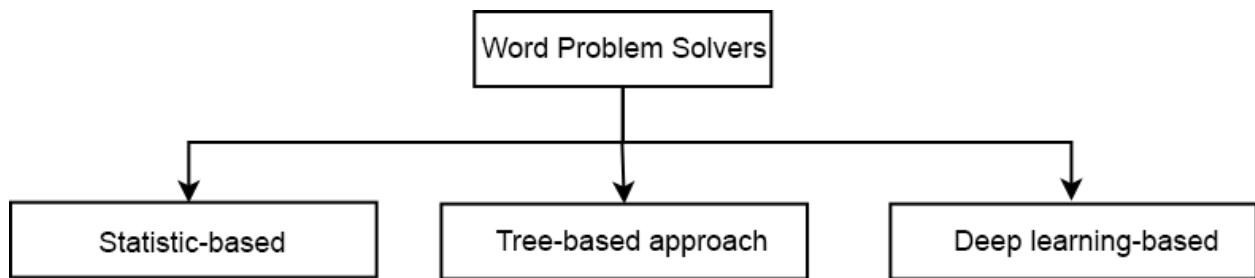 Word Problem Solvers
Statistic-based
Tree-based approach
Deep learning-based